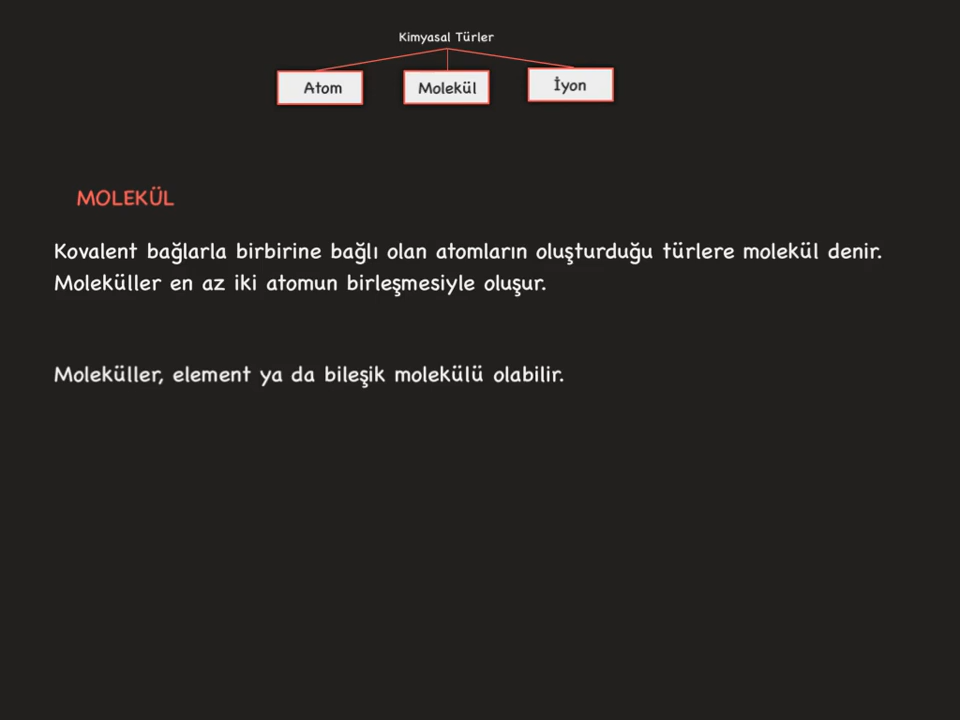 Kimyasal Türler
Atom
Molekül
İyon
MOLEKÜL
Kovalent bağlarla birbirine bağlı olan atomların oluşturduğu türlere molekül denir.
Moleküller en az iki atomun birleşmesiyle oluşur.
Moleküller, element ya da bileşik molekülü olabilir.